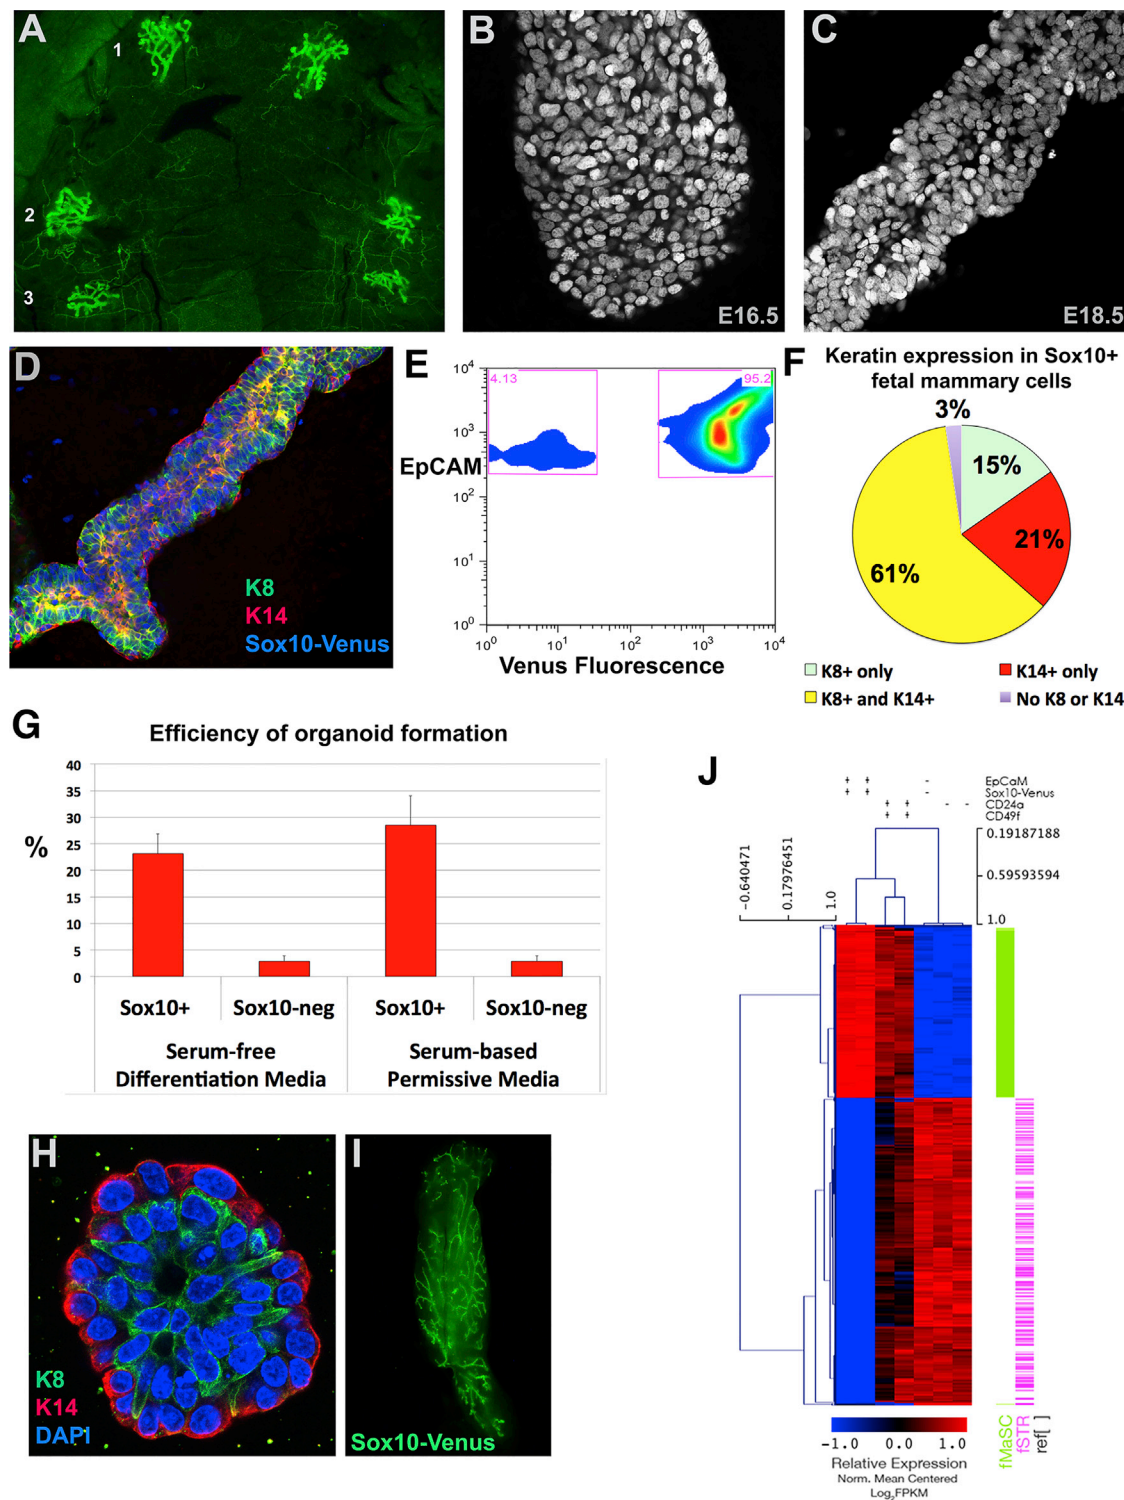 A
1
2
3
B
E16.5
C
E18.5
D
K8
K14
Sox10-Venus
E
10^4
10^3
EpCAM
10^2
10^1
10^0
4.13
95.2
10^0 10^1 10^2 10^3 10^4
Venus Fluorescence
F
Keratin expression in Sox10+
fetal mammary cells
3%
15%
21%
61%
K8+ only
K14+ only
K8+ and K14+
No K8 or K14
G
Efficiency of organoid formation
%
40
35
30
25
20
15
10
5
0
Sox10+ Sox10-neg Sox10+ Sox10-neg
Serum-free
Differentiation Media
Serum-based
Permissive Media
H
K8
K14
DAPI
I
Sox10-Venus
J
+ + - EpCaM
+ + - Sox10-Venus
+ + - - CD24a
+ + CD49f
0.19187188
0.59593594
1.0
-0.640471
0.17976451
1.0
-1.0 0.0 1.0
Relative Expression
Norm. Mean Centered
Log2FPKM
fMaSC
fSTR
ref[ ]